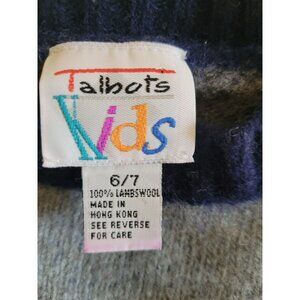 Talbots
Kids
6/7
100% LAMBSWOOL
MADE IN
HONG KONG
SEE REVERSE
FOR CARE